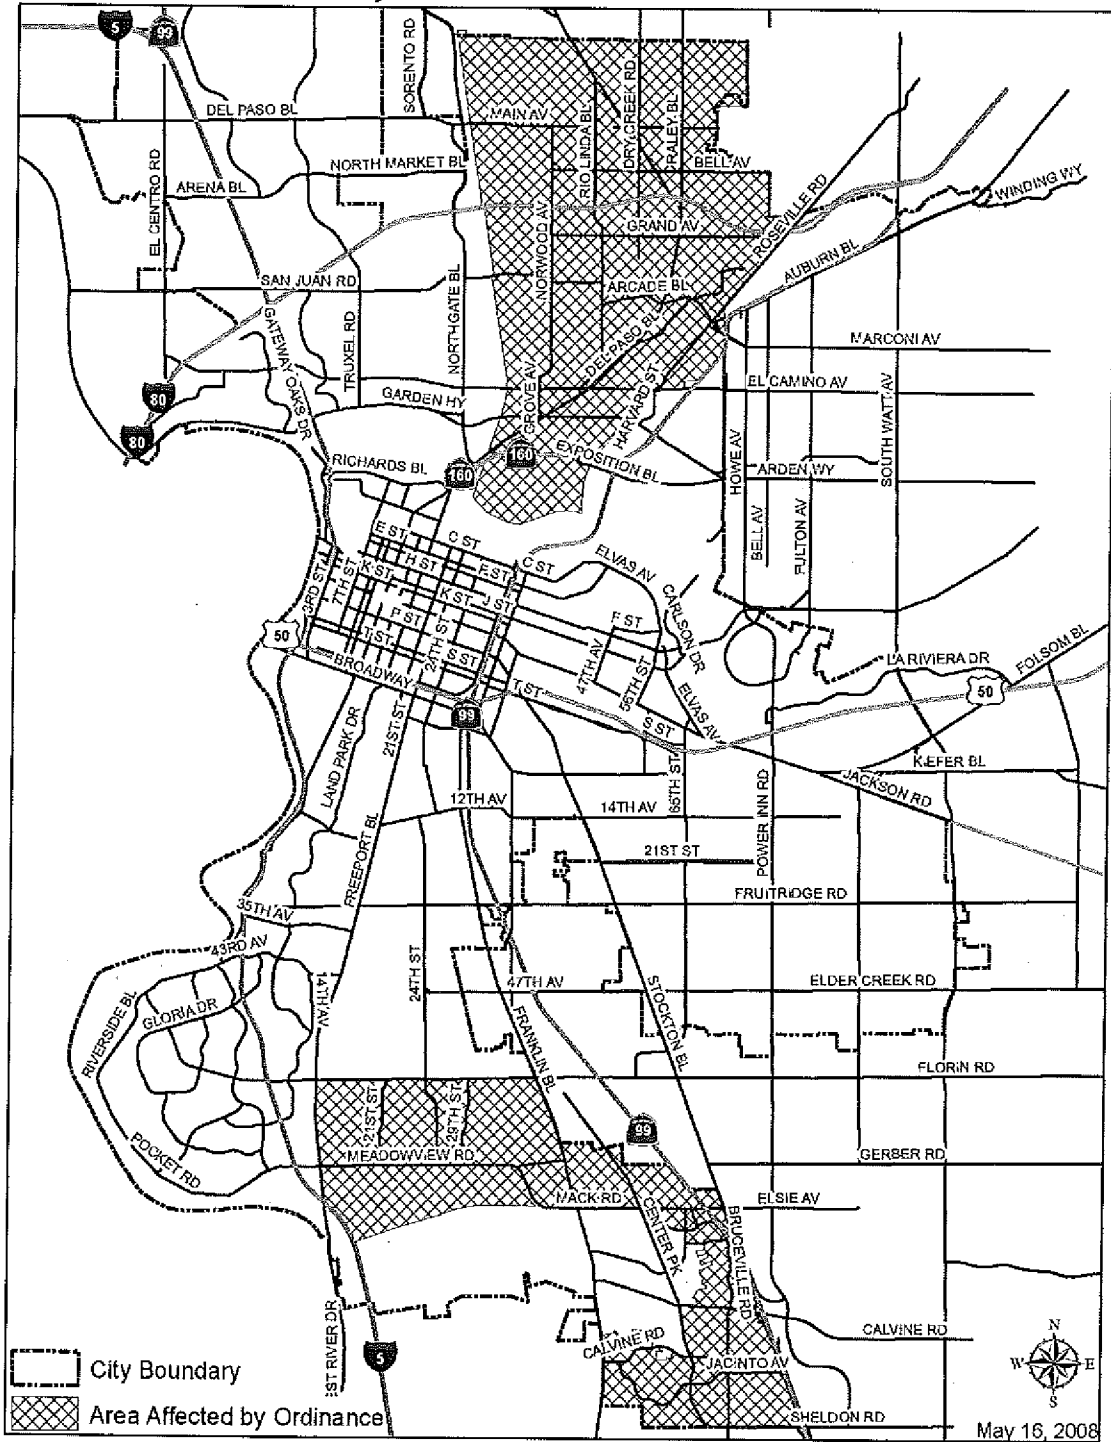 5
99
SORENTO RD
DEL PASO BL
MAIN AV
RIO LINDA BL
DRY CREEK RD
RALEY BL
NORTH MARKET BL
BELL AV
EL CENTRO RD
ARENA BL
WINDING WY
ROSEVILLE RD
NORWOOD AV
GRAND AV
AUBURN BL
SAN JUAN RD
ARCADE BL
NORTHGATE BL
GATEWAY OAKS DR
TRUXEL RD
DEL PASO BL
MARCONI AV
80
EL CAMINO AV
GARDEN HY
GROVE AV
HARVARD ST
SOUTH WATT AV
80
RICHARDS BL
160
160
EXPOSITION BL
HOWE AV
ARDEN WY
BELL AV
FULTON AV
E ST
C ST
H ST
E ST
C ST
ELVAS AV
3RD ST
7TH ST
K ST
K ST
J ST
CARLSON DR
P ST
F ST
50
T ST
24TH ST
S ST
47TH AV
56TH ST
BROADWAY
T ST
ELVAS AV
LA RIVIERA DR
FOLSOM BL
50
99
S ST
LAND PARK DR
21ST ST
65TH ST
POWER INN RD
KIEFER BL
JACKSON RD
12TH AV
14TH AV
FREEPORT BL
21ST ST
FRUITRIDGE RD
35TH AV
43RD AV
24TH ST
47TH AV
ELDER CREEK RD
14TH AV
STOCKTON BL
RIVERSIDE BL
GLORIA DR
FRANKLIN BL
FLORIN RD
21ST ST
29TH ST
99
POCKET RD
MEADOWVIEW RD
GERBER RD
MACK RD
CENTER PK
ELSIE AV
BRUCEVILLE RD
CALVINE RD
CALVINE RD
JACINTO AV
SHELDON RD
5
N
W
E
S
City Boundary
Area Affected by Ordinance
May 16, 2008